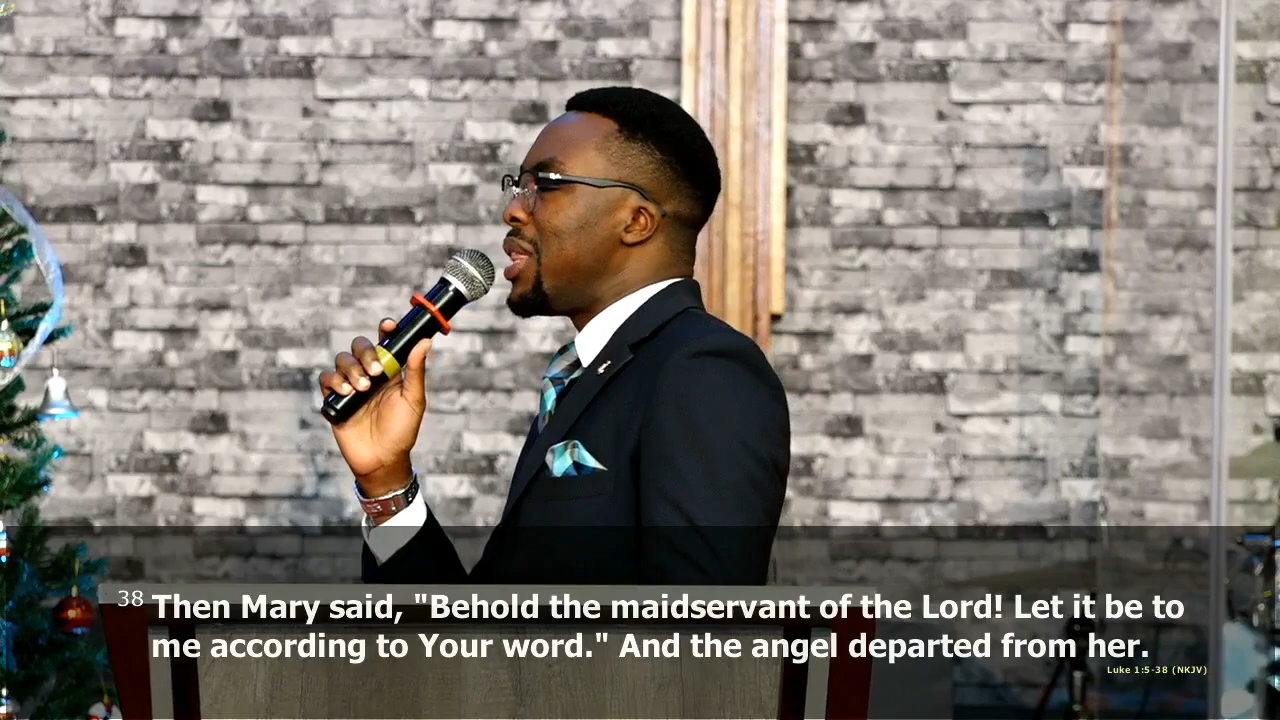 38 Then Mary said, "Behold the maidservant of the Lord! Let it be to
me according to Your word." And the angel departed from her.
Luke 1:5-38 (NKJV)